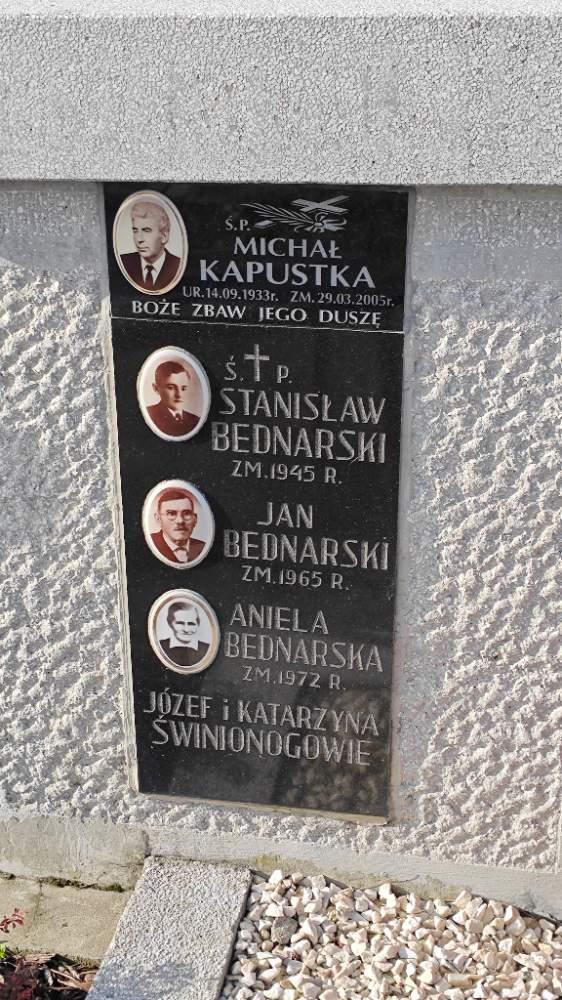 Ś.P.
MICHAŁ
KAPUSTKA
UR.14.09.1933r. ZM.29.03.2005r.
BOŻE ZBAW JEGO DUSZĘ
Ś. P.
STANISŁAW
BEDNARSKI
ZM.1945 R.
JAN
BEDNARSKI
ZM.1965 R.
ANIELA
BEDNARSKA
ZM.1972 R.
JÓZEF i KATARZYNA
ŚWINIONOGOWIE